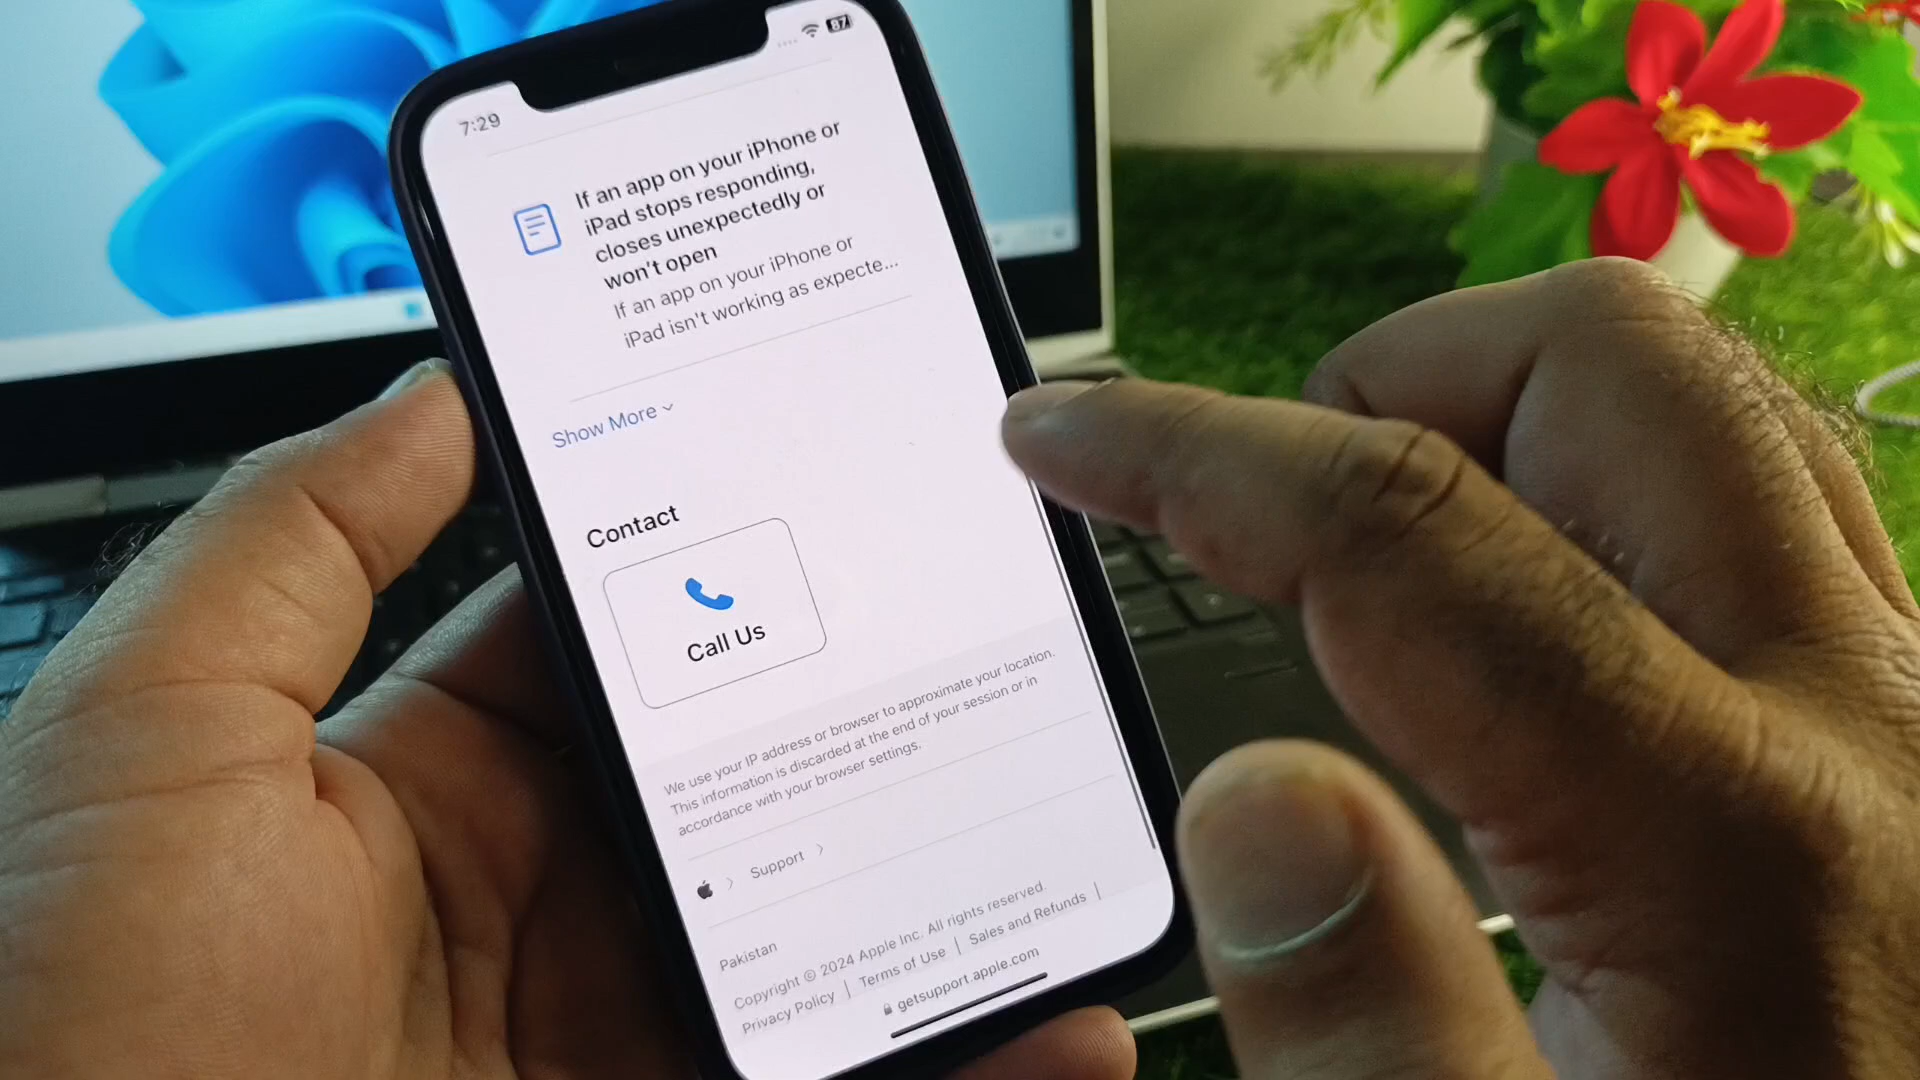 7:29
87
If an app on your iPhone or
iPad stops responding,
closes unexpectedly or
won't open
If an app on your iPhone or
iPad isn't working as expecte...
Show More
Contact
Call Us
We use your IP address or browser to approximate your location.
This information is discarded at the end of your session or in
accordance with your browser settings.
Support
Pakistan
Copyright © 2024 Apple Inc. All rights reserved.
Privacy Policy | Terms of Use | Sales and Refunds |
getsupport.apple.com